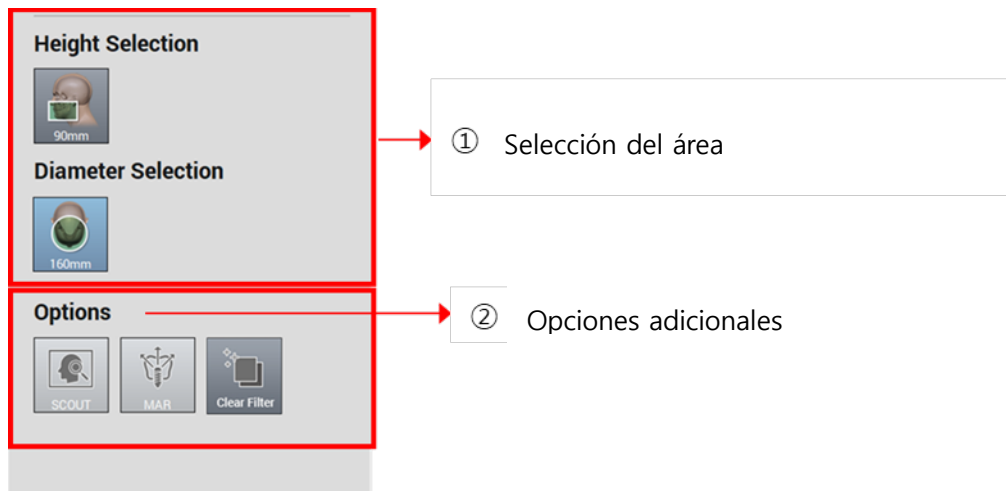 Height Selection
90mm
① Selección del área
Diameter Selection
160mm
Options
② Opciones adicionales
SCOUT
MAR
Clear Filter